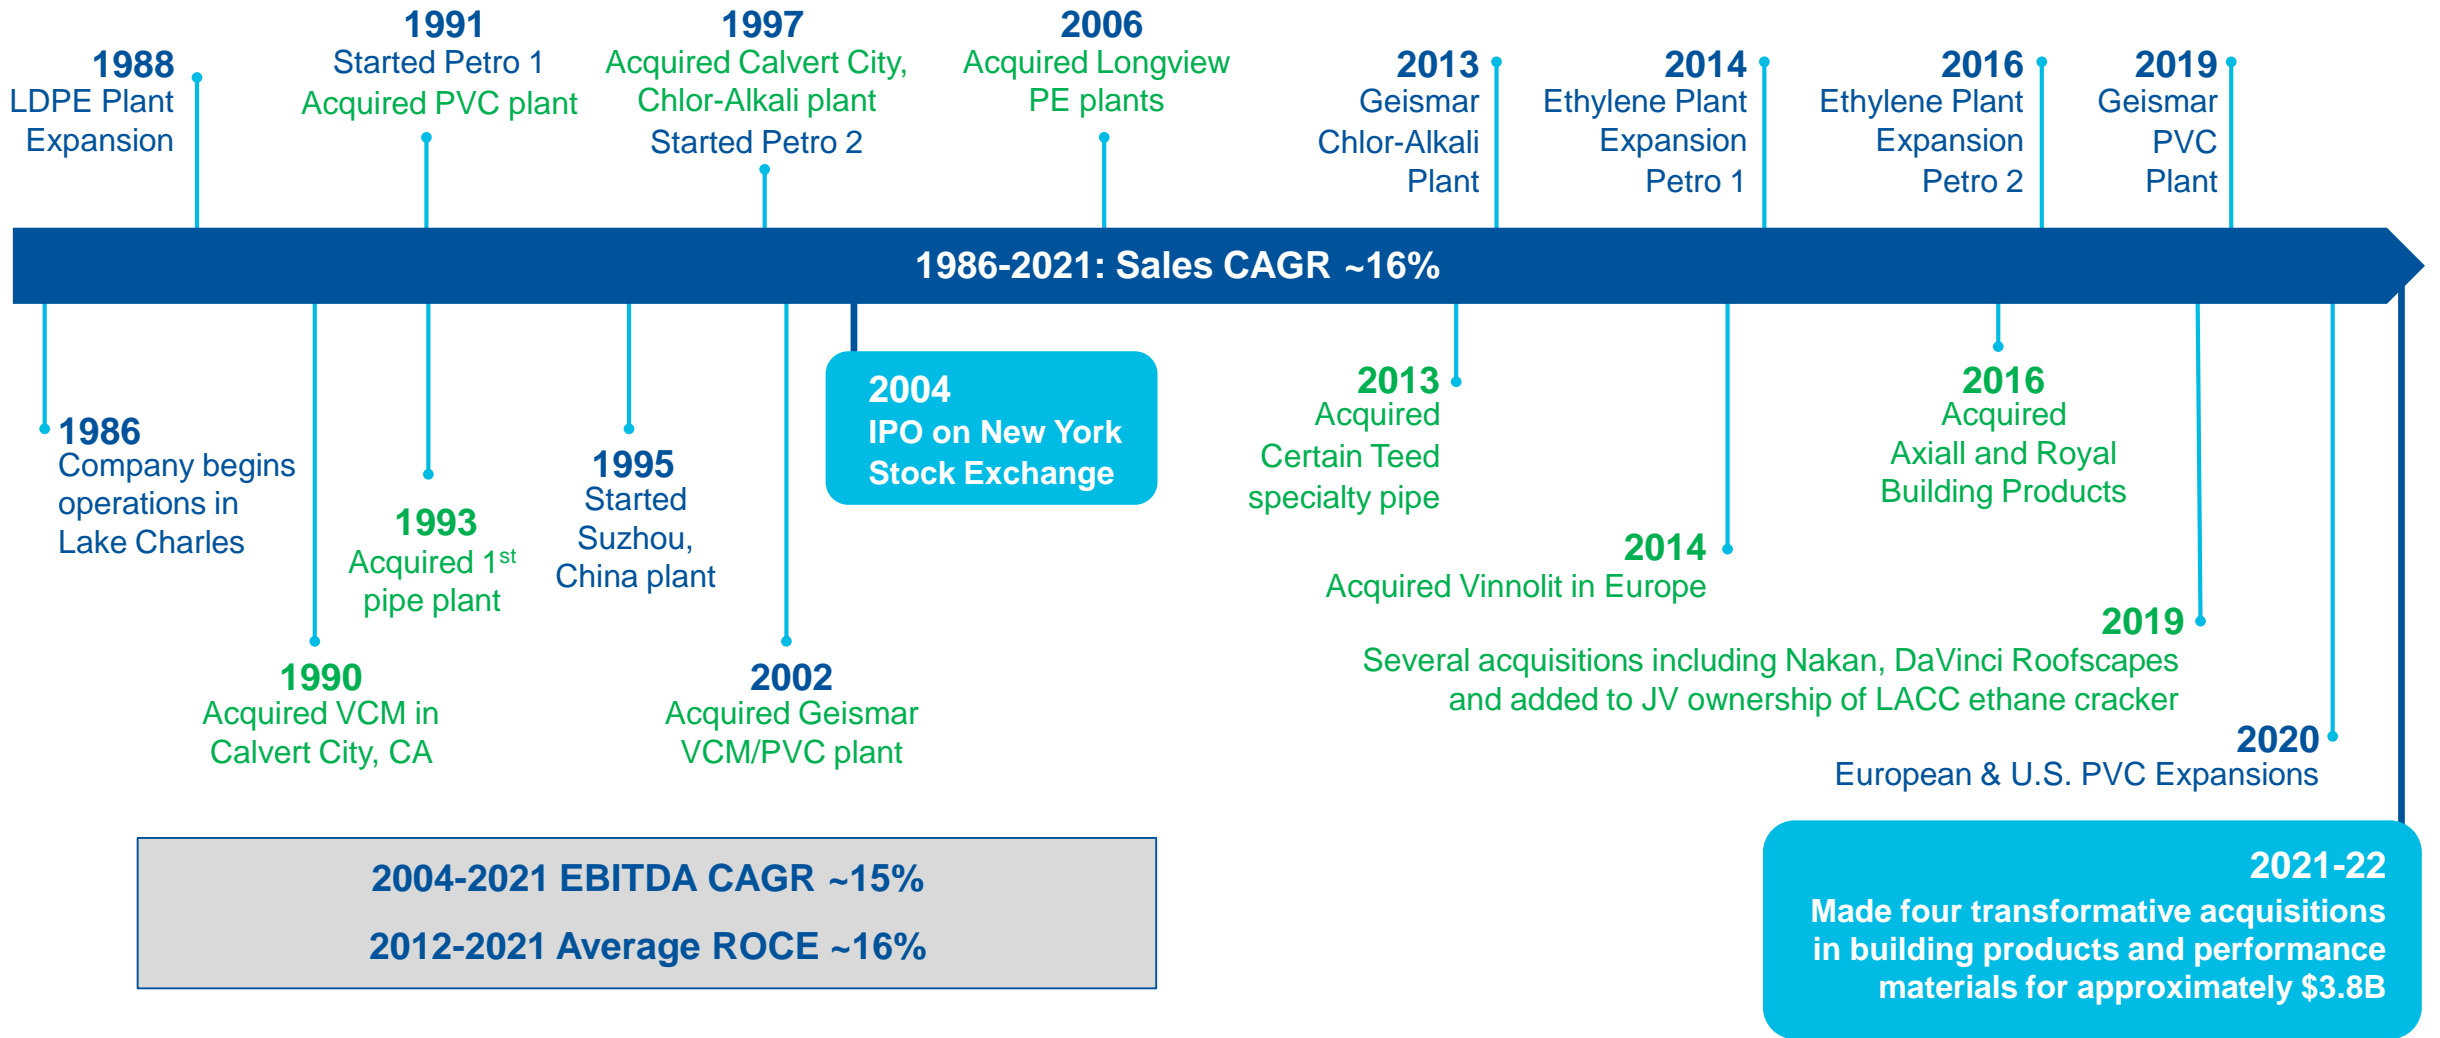 1988
LDPE Plant
Expansion
1991
Started Petro 1
Acquired PVC plant
1997
Acquired Calvert City,
Chlor-Alkali plant
Started Petro 2
2006
Acquired Longview
PE plants
2013
Geismar
Chlor-Alkali
Plant
2014
Ethylene Plant
Expansion
Petro 1
2016
Ethylene Plant
Expansion
Petro 2
2019
Geismar
PVC
Plant
1986-2021: Sales CAGR ~16%
1986
Company begins
operations in
Lake Charles
1990
Acquired VCM in
Calvert City, CA
1993
Acquired 1st
pipe plant
1995
Started
Suzhou,
China plant
2002
Acquired Geismar
VCM/PVC plant
2004
IPO on New York
Stock Exchange
2013
Acquired
Certain Teed
specialty pipe
2014
Acquired Vinnolit in Europe
2016
Acquired
Axiall and Royal
Building Products
2019
Several acquisitions including Nakan, DaVinci Roofscapes
and added to JV ownership of LACC ethane cracker
2020
European & U.S. PVC Expansions
2021-22
Made four transformative acquisitions
in building products and performance
materials for approximately $3.8B
2004-2021 EBITDA CAGR ~15%
2012-2021 Average ROCE ~16%